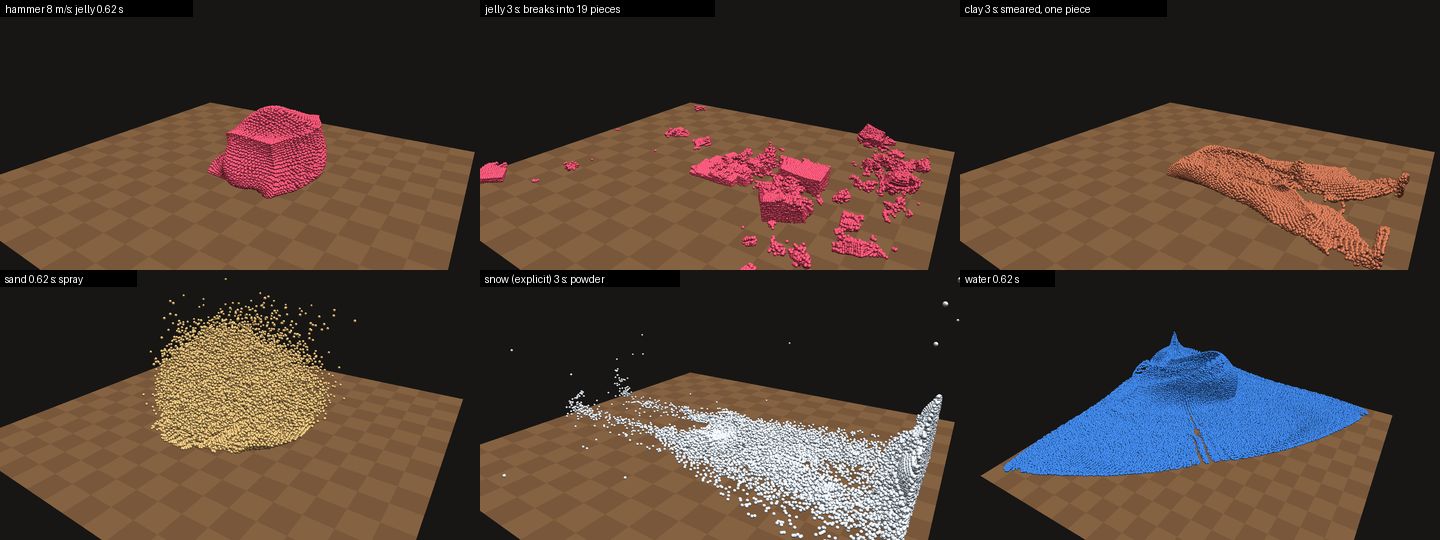 hammer 8 m/s: jelly 0.62 s
jelly 3 s: breaks into 19 pieces
clay 3 s: smeared, one piece
sand 0.62 s: spray
snow (explicit) 3 s: powder
water 0.62 s